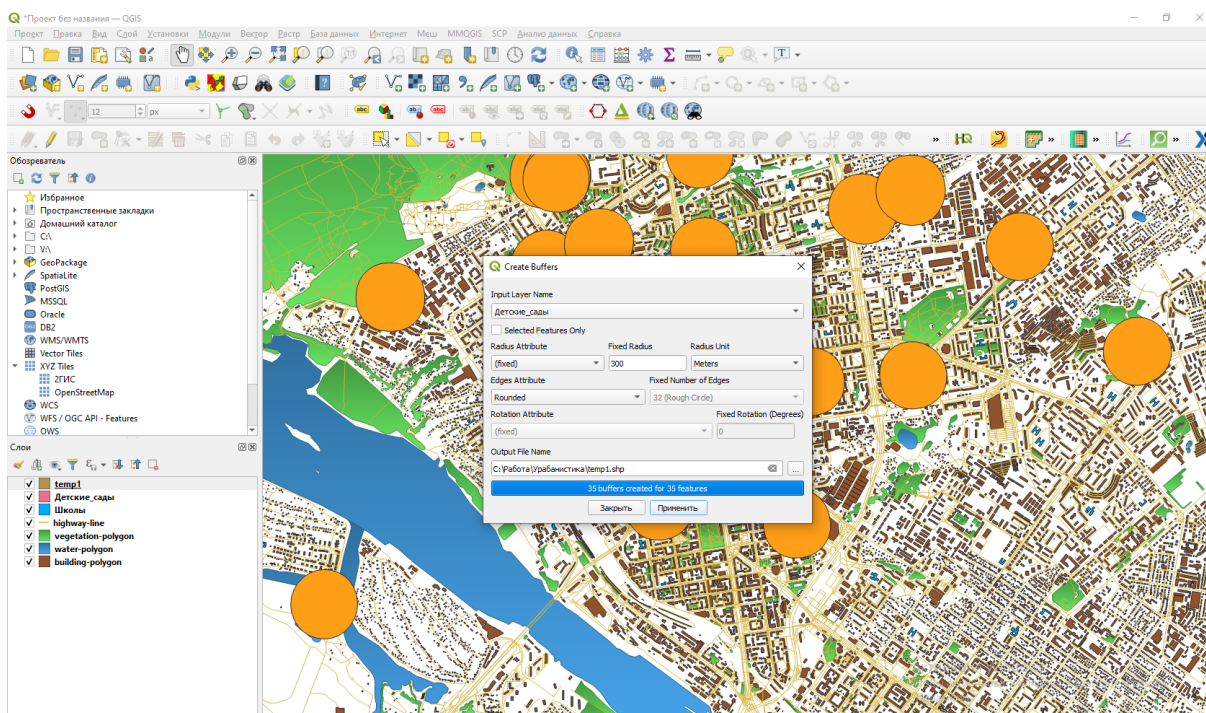 *Проект без названия — QGIS
Проект Правка Вид Слой Установки Модули Вектор Растр База данных Интернет Меш MMQGIS SCP Анализ данных Справка
12 px
abc ab abc
HQ
Обозреватель
Избранное
Пространственные закладки
Домашний каталог
C:\
V:\
GeoPackage
SpatiaLite
PostGIS
MSSQL
Oracle
DB2
WMS/WMTS
Vector Tiles
XYZ Tiles
2ГИС
OpenStreetMap
WCS
WFS / OGC API - Features
OWS
Слои
temp1
Детские_сады
Школы
highway-line
vegetation-polygon
water-polygon
building-polygon
Create Buffers
Input Layer Name
Детские_сады
Selected Features Only
Radius Attribute Fixed Radius Radius Unit
(fixed) 300 Meters
Edges Attribute Fixed Number of Edges
Rounded 32 (Rough Circle)
Rotation Attribute Fixed Rotation (Degrees)
(fixed) 0
Output File Name
C:\Работа\Урабанистика\temp1.shp ...
35 buffers created for 35 features
Закрыть Применить